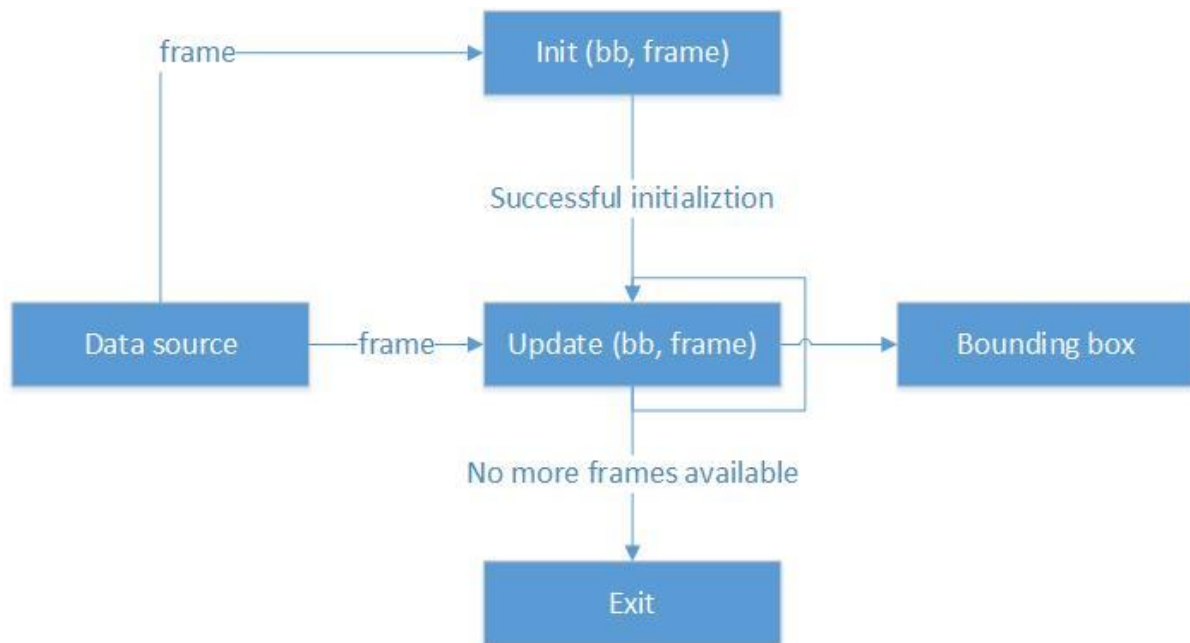 frame
Init (bb, frame)
Successful initializtion
Data source
frame
Update (bb, frame)
Bounding box
No more frames available
Exit